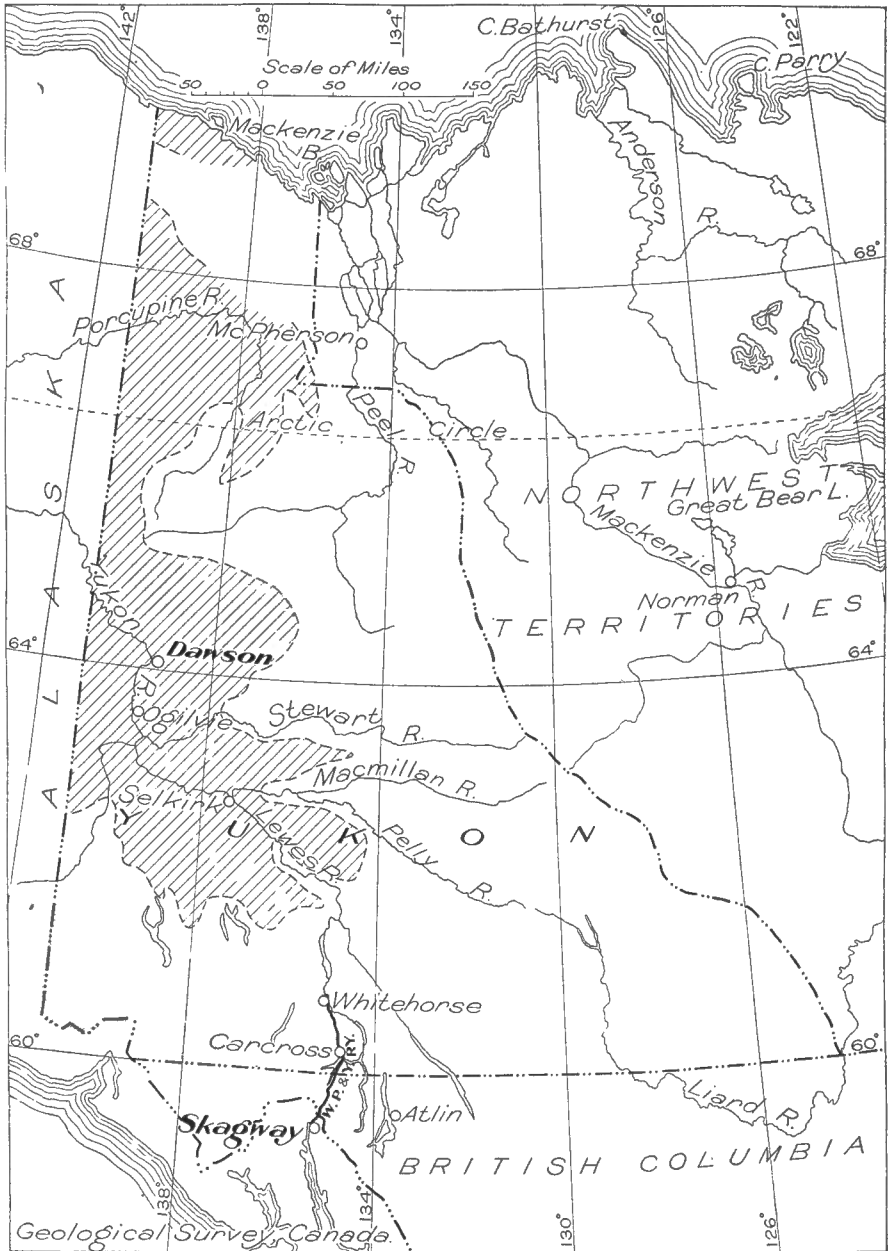 142°
138°
134°
126°
122°
C. Bathurst
C. Parry
Scale of Miles
50 0 50 100 150
Mackenzie
B.
Anderson
R.
68°
68°
Porcupine R.
McPherson
Peel R
Arctic Circle
NORTHWEST
Great Bear L.
Mackenzie R
Norman
TERRITORIES
ALASKA
Yukon R
64°
64°
Dawson
Ogilvie
Stewart R.
Macmillan R.
Selkirk
YUKON
Lewes R.
Pelly R.
Whitehorse
60°
60°
Carcross
W.P. & Y. RY.
Skagway
Atlin
Liard R.
BRITISH COLUMBIA
138°
134°
130°
126°
Geological Survey, Canada.